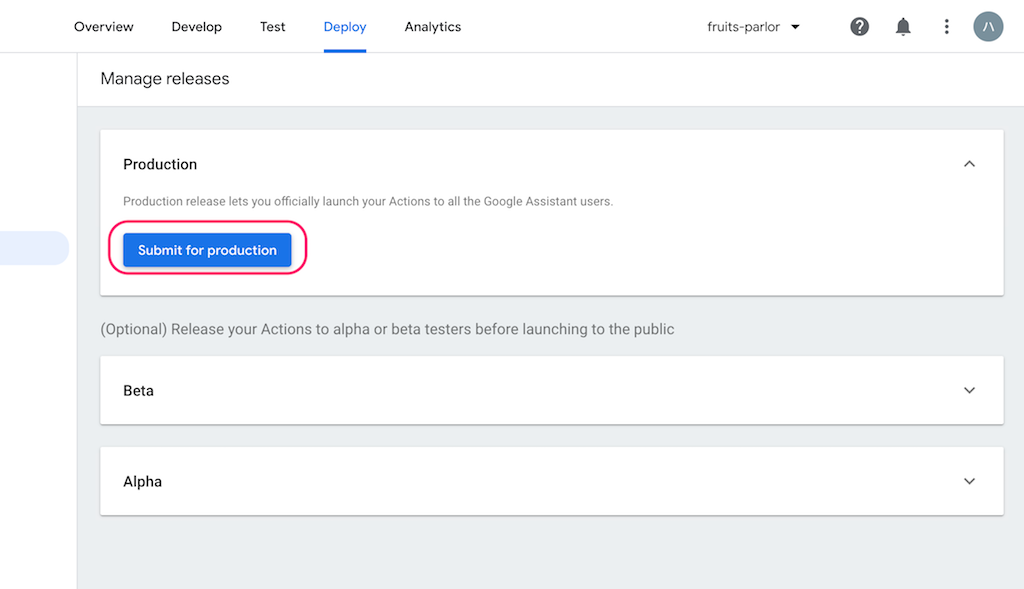 Overview Develop Test Deploy Analytics fruits-parlor
Manage releases
Production
Production release lets you officially launch your Actions to all the Google Assistant users.
Submit for production
(Optional) Release your Actions to alpha or beta testers before launching to the public
Beta
Alpha